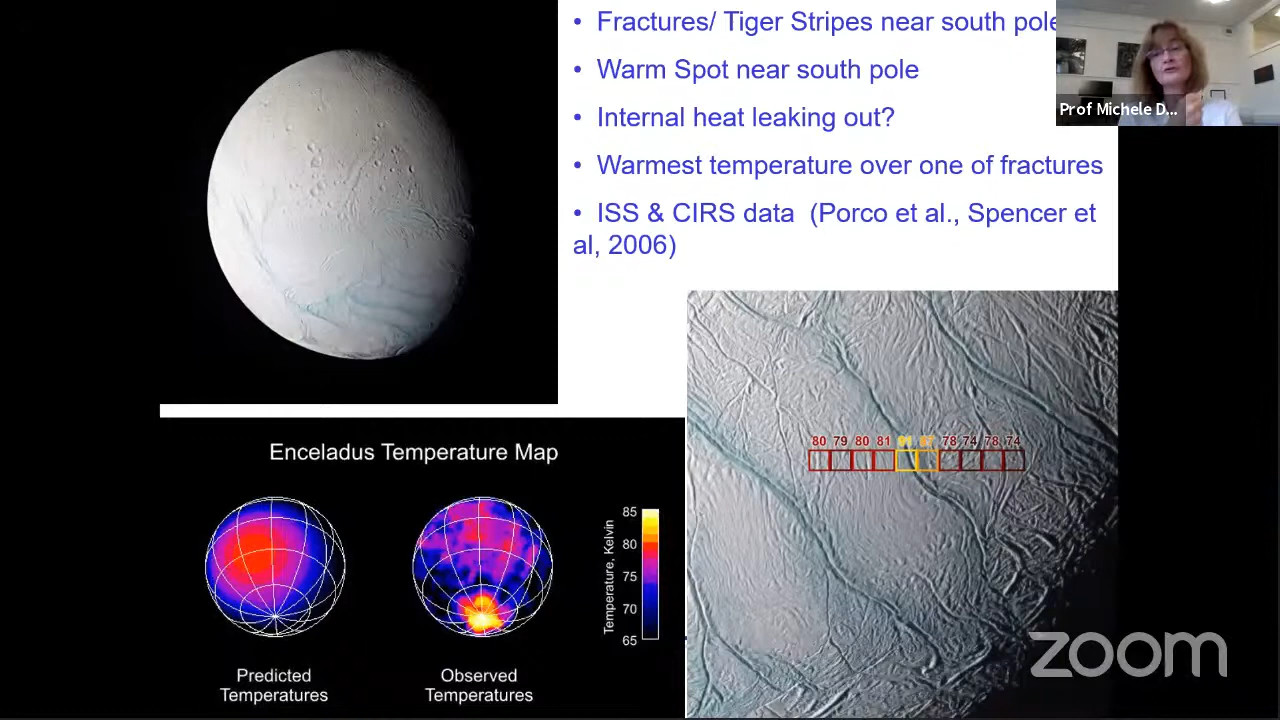 • Fractures/ Tiger Stripes near south pole
• Warm Spot near south pole
• Internal heat leaking out?
• Warmest temperature over one of fractures
• ISS & CIRS data (Porco et al., Spencer et
al, 2006)
Prof Michele D...
80 79 80 81 91 87 78 74 78 74
Enceladus Temperature Map
Temperature, Kelvin
85
80
75
70
65
Predicted
Temperatures
Observed
Temperatures
zoom